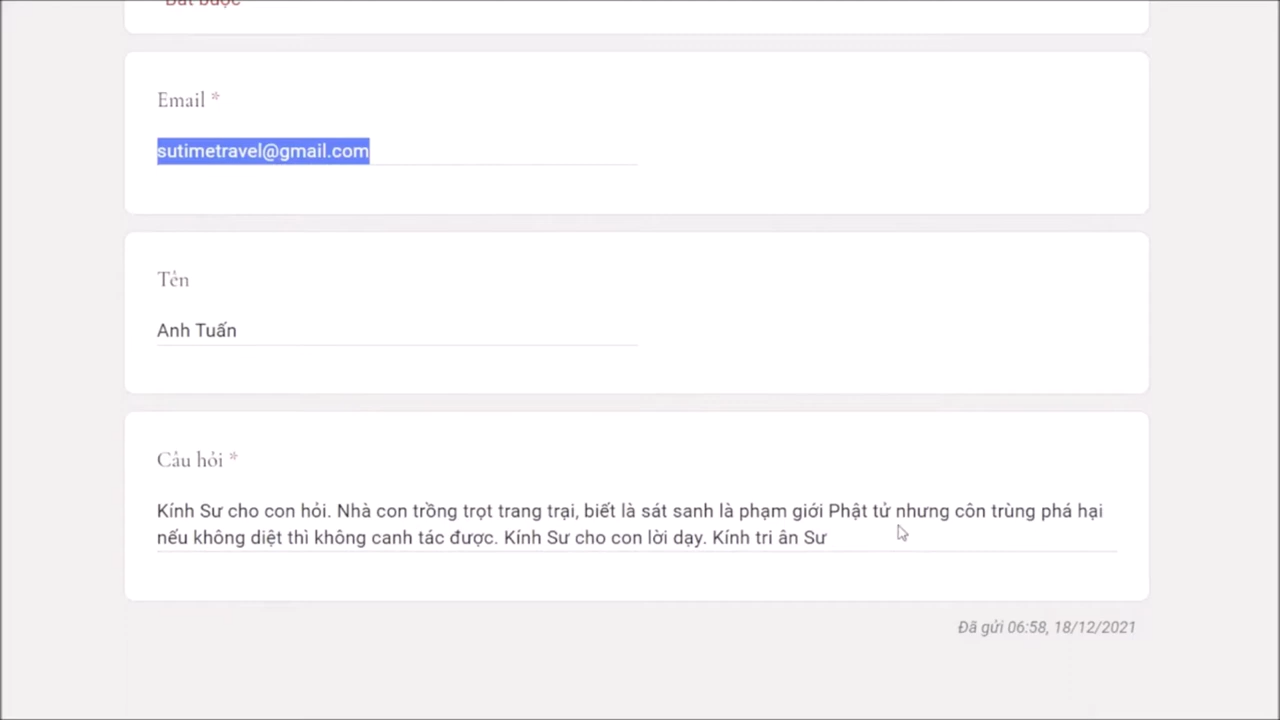 Bắt buộc
Email *
sutimetravel@gmail.com
Tên
Anh Tuấn
Câu hỏi *
Kính Sư cho con hỏi. Nhà con trồng trọt trang trại, biết là sát sanh là phạm giới Phật tử nhưng côn trùng phá hại
nếu không diệt thì không canh tác được. Kính Sư cho con lời dạy. Kính tri ân Sư
Đã gửi 06:58, 18/12/2021